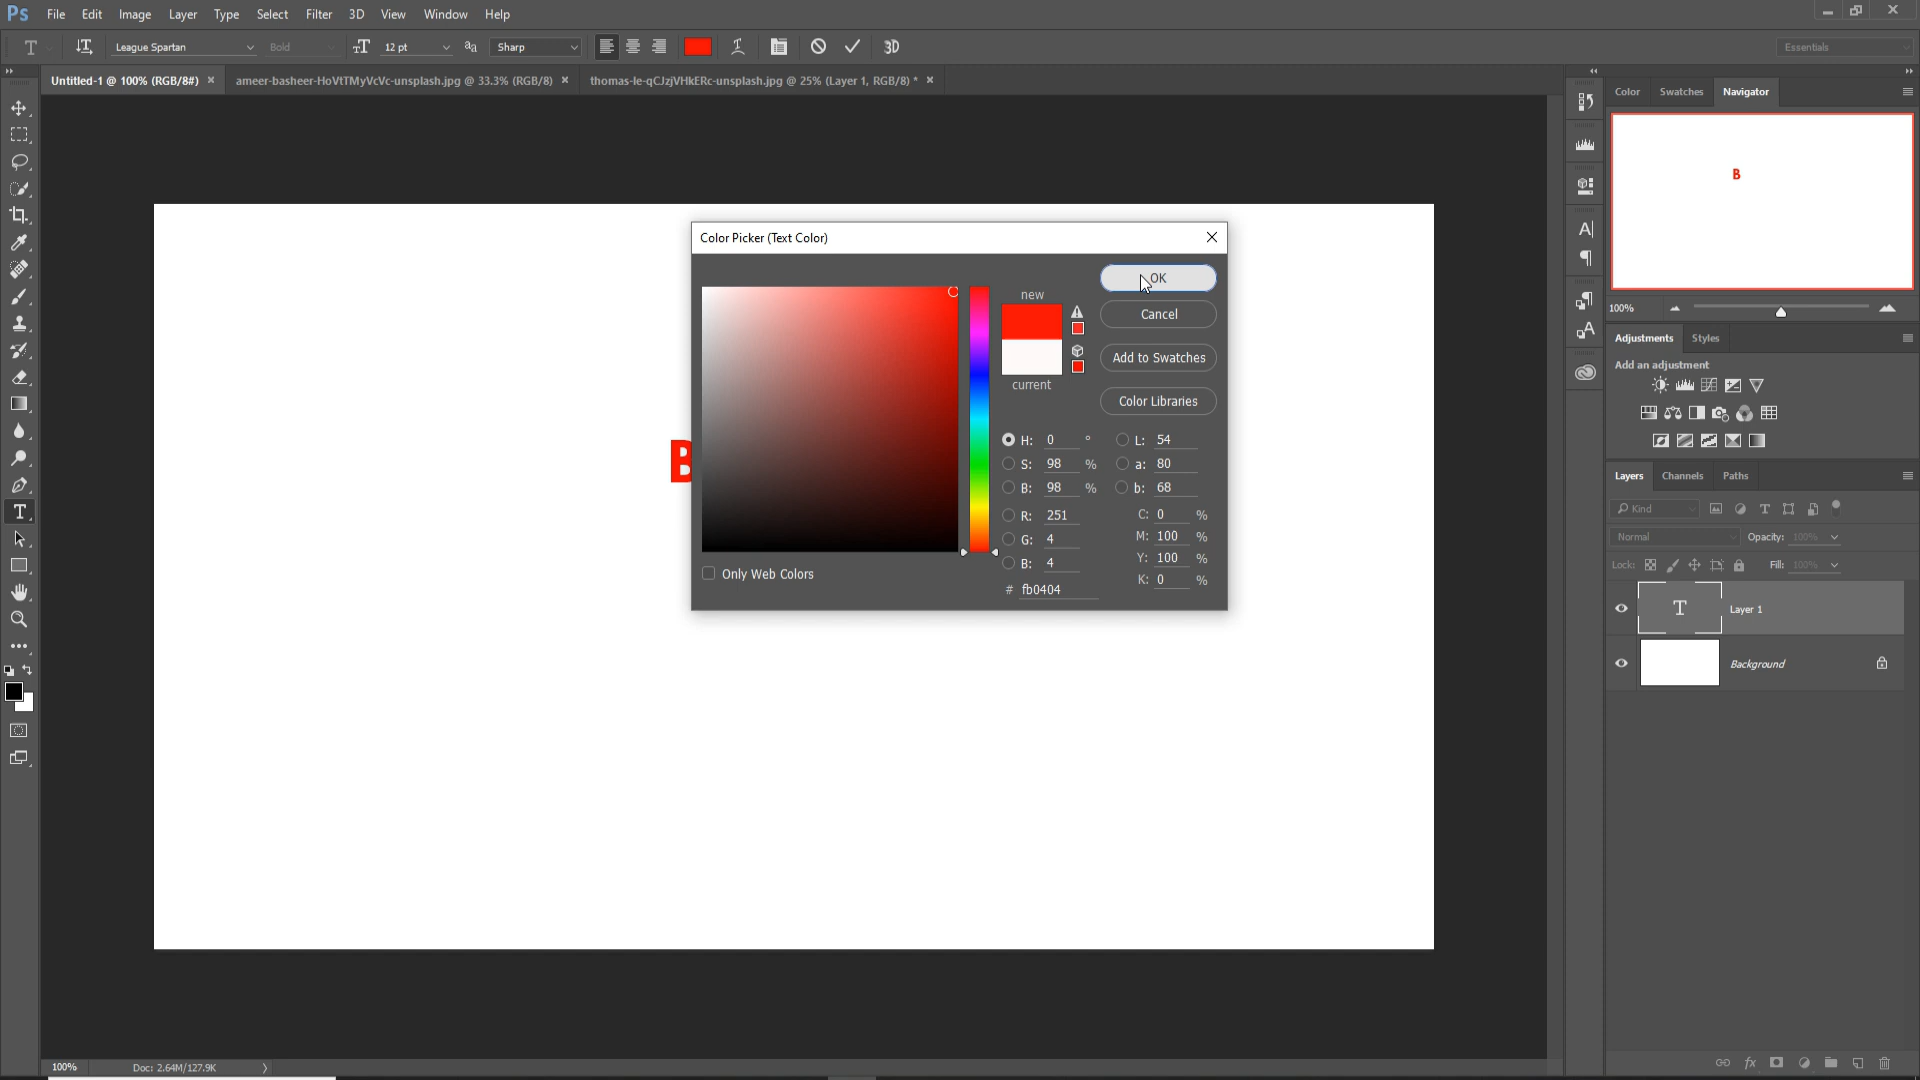 Ps File Edit Image Layer Type Select Filter 3D View Window Help
T League Spartan Bold 12 pt aa Sharp 3D Essentials
Untitled-1 @ 100% (RGB/8#) × ameer-basheer-HoVtTMyVcVc-unsplash.jpg @ 33.3% (RGB/8) × thomas-le-qCJzjVHkERc-unsplash.jpg @ 25% (Layer 1, RGB/8) * ×
Color Swatches Navigator
B
100%
Color Picker (Text Color)
new
current
OK
Cancel
Add to Swatches
Color Libraries
H: 0 ° L: 54
S: 98 % a: 80
B: 98 % b: 68
R: 251 C: 0 %
G: 4 M: 100 %
B: 4 Y: 100 %
# fb0404 K: 0 %
Only Web Colors
B
Adjustments Styles
Add an adjustment
Layers Channels Paths
Kind
Normal Opacity: 100%
Lock: Fill: 100%
T Layer 1
Background
100% Doc: 2.64M/127.9K